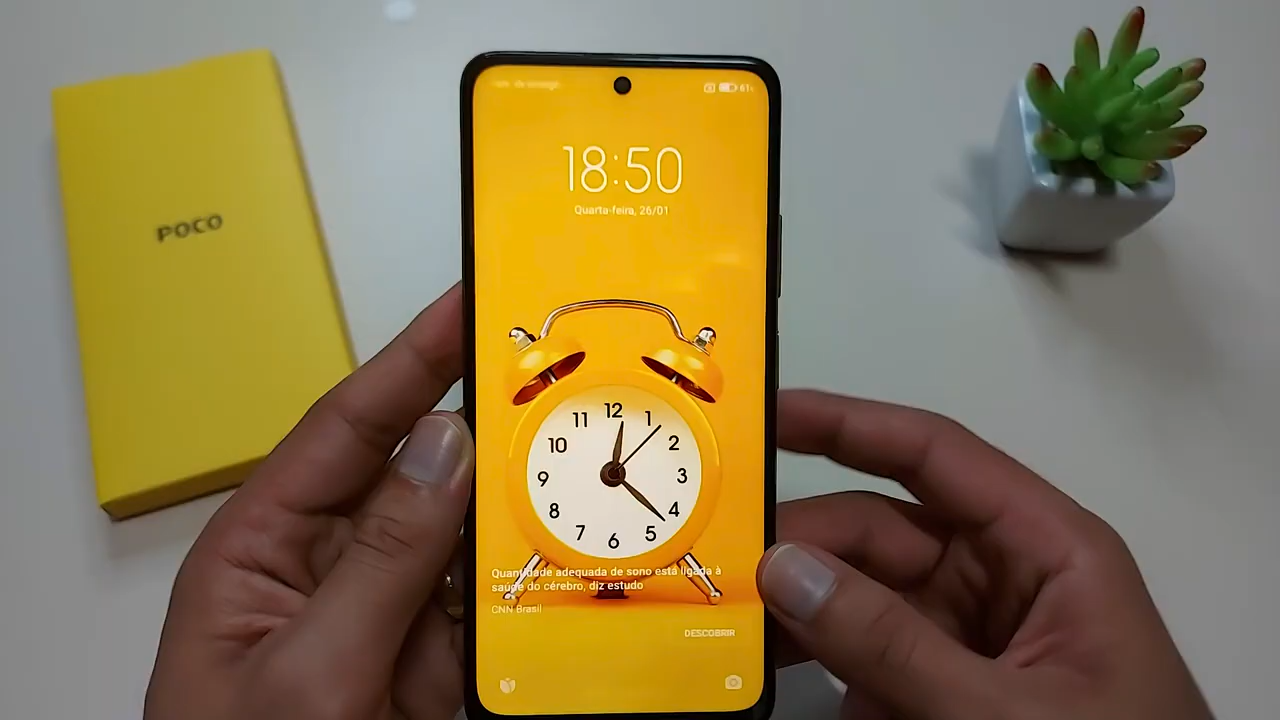 POCO
61
18:50
Quarta-feira, 26/01
12
11
1
10
2
9
3
8
4
7
5
6
Quantidade adequada de sono está ligada à
saúde do cérebro, diz estudo
CNN Brasil
DESCOBRIR